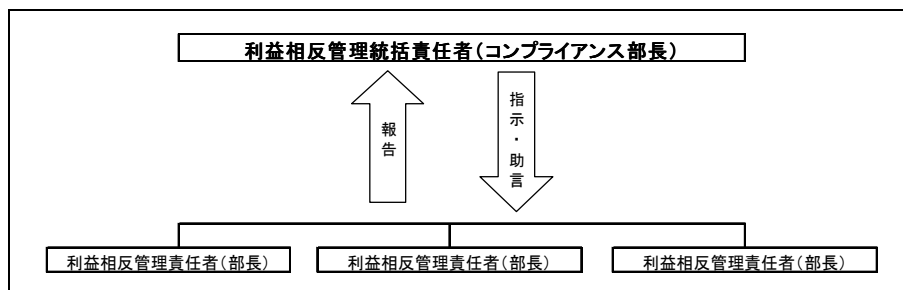 利益相反管理統括責任者（コンプライアンス部長）
報告
指示・助言
利益相反管理責任者（部長）
利益相反管理責任者（部長）
利益相反管理責任者（部長）